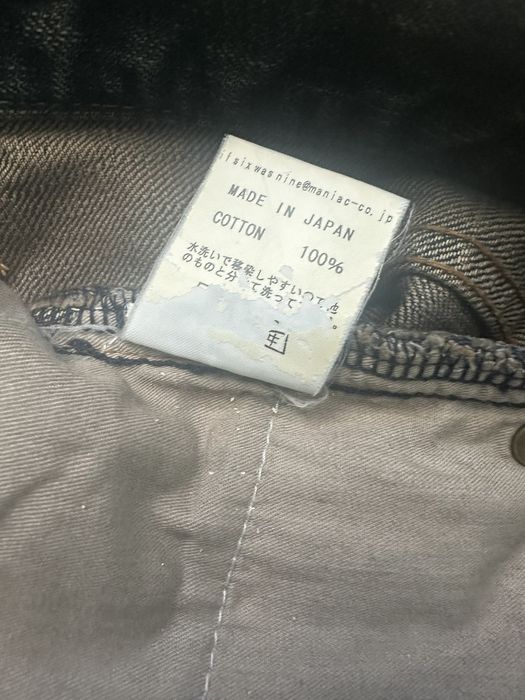 ifsixwasnine@maniac-co.jp
MADE IN JAPAN
COTTON 100%
水洗いで移染しやすいので他
のものと分 て洗って 。